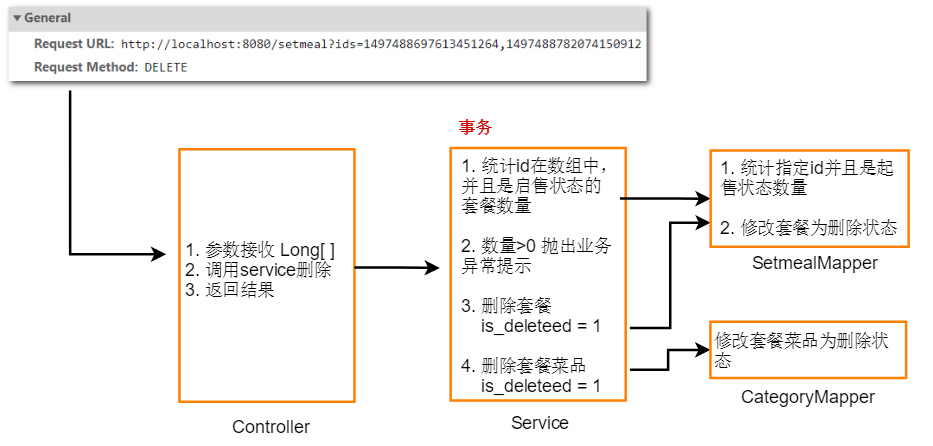 General
Request URL: http://localhost:8080/setmeal?ids=1497488697613451264,1497488782074150912
Request Method: DELETE
1. 参数接收 Long[ ]
2. 调用service删除
3. 返回结果
Controller
事务
1. 统计id在数组中，
并且是启售状态的
套餐数量
2. 数量>0 抛出业务
异常提示
3. 删除套餐
is_deleteed = 1
4. 删除套餐菜品
is_deleteed = 1
Service
1. 统计指定id并且是起
售状态数量
2. 修改套餐为删除状态
SetmealMapper
修改套餐菜品为删除状
态
CategoryMapper